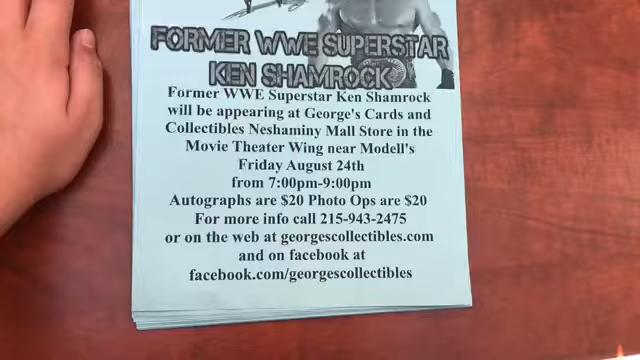 FORMER WWE SUPERSTAR
KEN SHAMROCK
Former WWE Superstar Ken Shamrock
will be appearing at George's Cards and
Collectibles Neshaminy Mall Store in the
Movie Theater Wing near Modell's
Friday August 24th
from 7:00pm-9:00pm
Autographs are $20 Photo Ops are $20
For more info call 215-943-2475
or on the web at georgescollectibles.com
and on facebook at
facebook.com/georgescollectibles